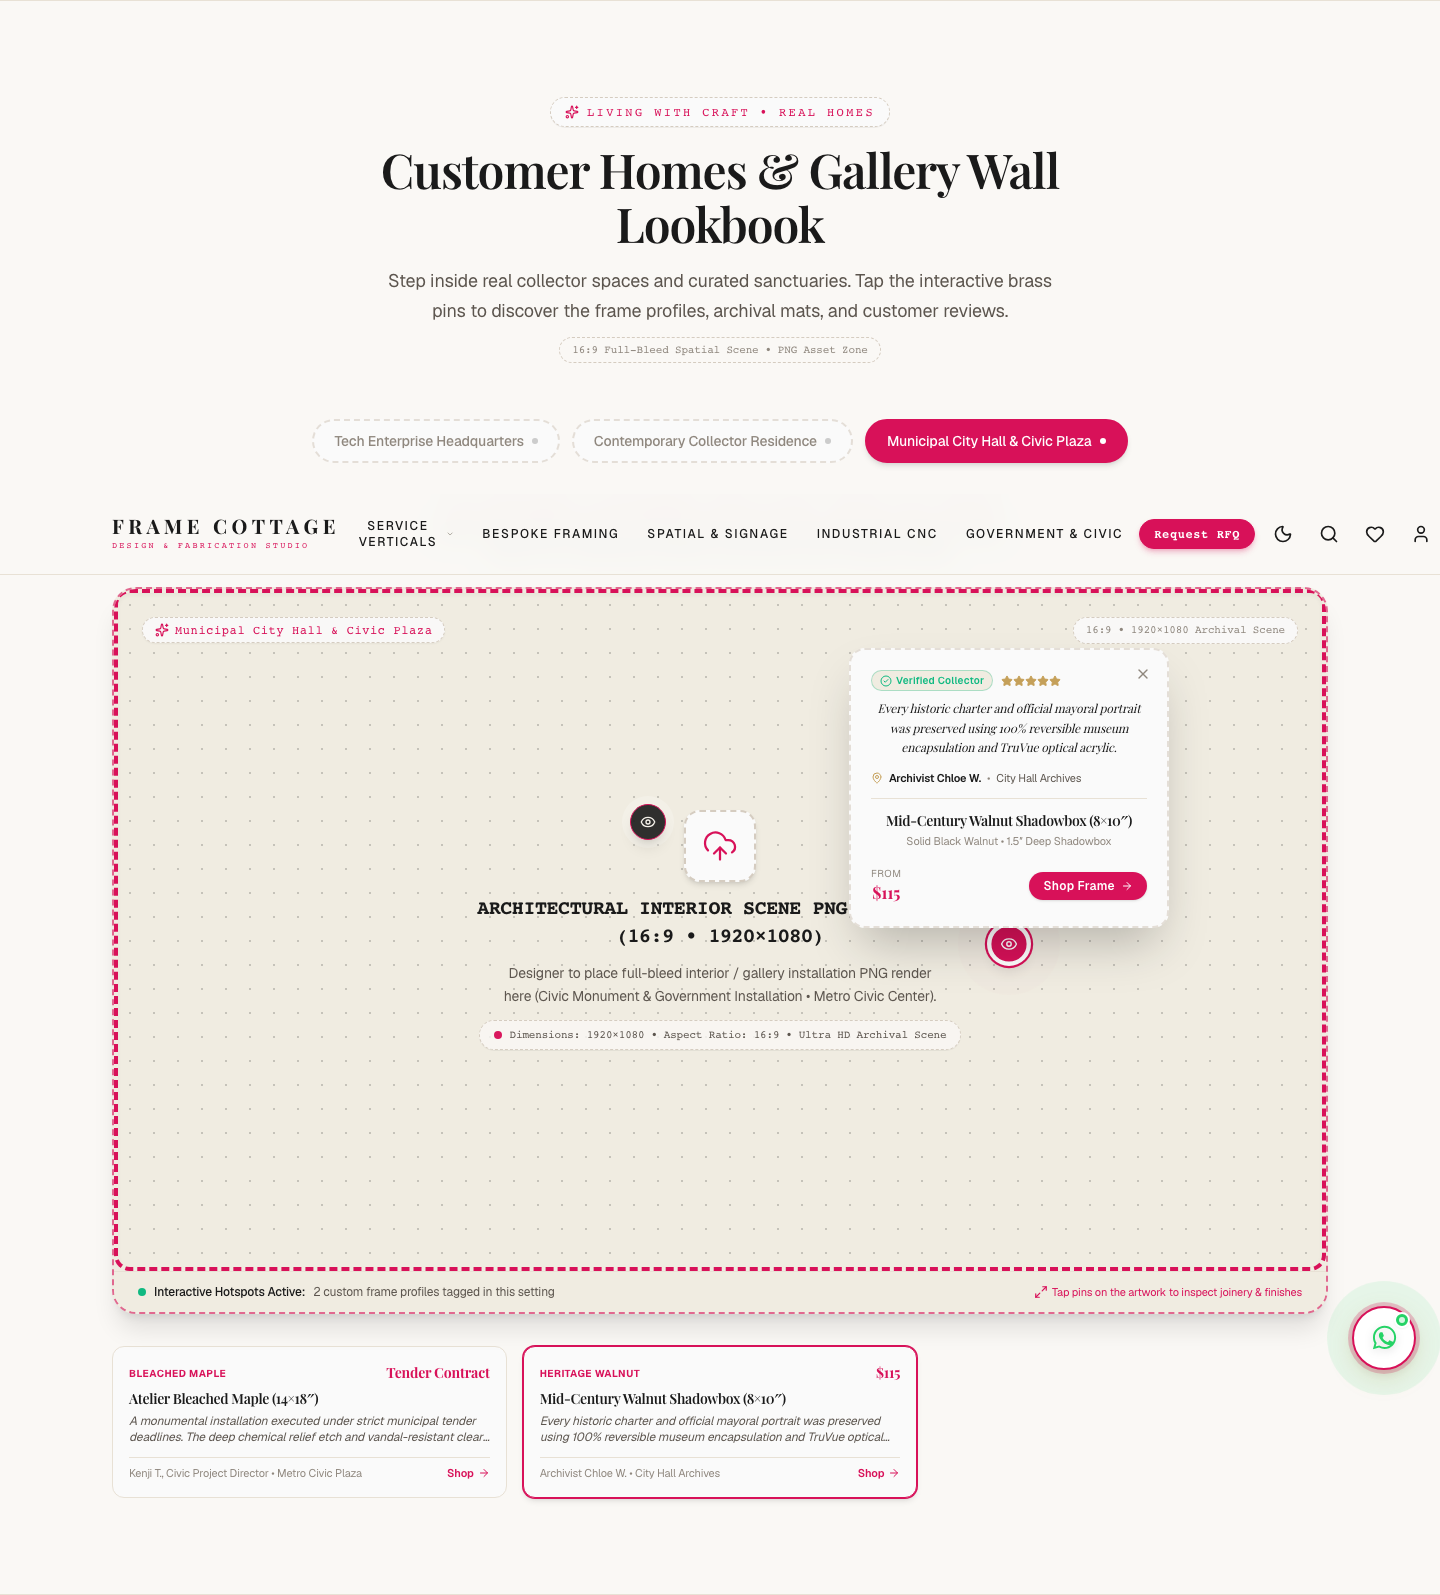 LIVING WITH CRAFT • REAL HOMES
Customer Homes & Gallery Wall
Lookbook
Step inside real collector spaces and curated sanctuaries. Tap the interactive brass
pins to discover the frame profiles, archival mats, and customer reviews.
16:9 Full-Bleed Spatial Scene • PNG Asset Zone
Tech Enterprise Headquarters
Contemporary Collector Residence
Municipal City Hall & Civic Plaza
FRAME COTTAGE
DESIGN & FABRICATION STUDIO
SERVICE
VERTICALS
BESPOKE FRAMING
SPATIAL & SIGNAGE
INDUSTRIAL CNC
GOVERNMENT & CIVIC
Request RFQ
Municipal City Hall & Civic Plaza
16:9 • 1920×1080 Archival Scene
Verified Collector
Every historic charter and official mayoral portrait
was preserved using 100% reversible museum
encapsulation and TruVue optical acrylic.
Archivist Chloe W. • City Hall Archives
Mid-Century Walnut Shadowbox (8×10″)
Solid Black Walnut • 1.5" Deep Shadowbox
FROM
$115
Shop Frame
ARCHITECTURAL INTERIOR SCENE PNG
(16:9 • 1920×1080)
Designer to place full-bleed interior / gallery installation PNG render
here (Civic Monument & Government Installation • Metro Civic Center).
Dimensions: 1920×1080 • Aspect Ratio: 16:9 • Ultra HD Archival Scene
Interactive Hotspots Active: 2 custom frame profiles tagged in this setting
Tap pins on the artwork to inspect joinery & finishes
BLEACHED MAPLE
Tender Contract
Atelier Bleached Maple (14×18″)
A monumental installation executed under strict municipal tender
deadlines. The deep chemical relief etch and vandal-resistant clear...
Kenji T., Civic Project Director • Metro Civic Plaza
Shop
HERITAGE WALNUT
$115
Mid-Century Walnut Shadowbox (8×10″)
Every historic charter and official mayoral portrait was preserved
using 100% reversible museum encapsulation and TruVue optical...
Archivist Chloe W. • City Hall Archives
Shop